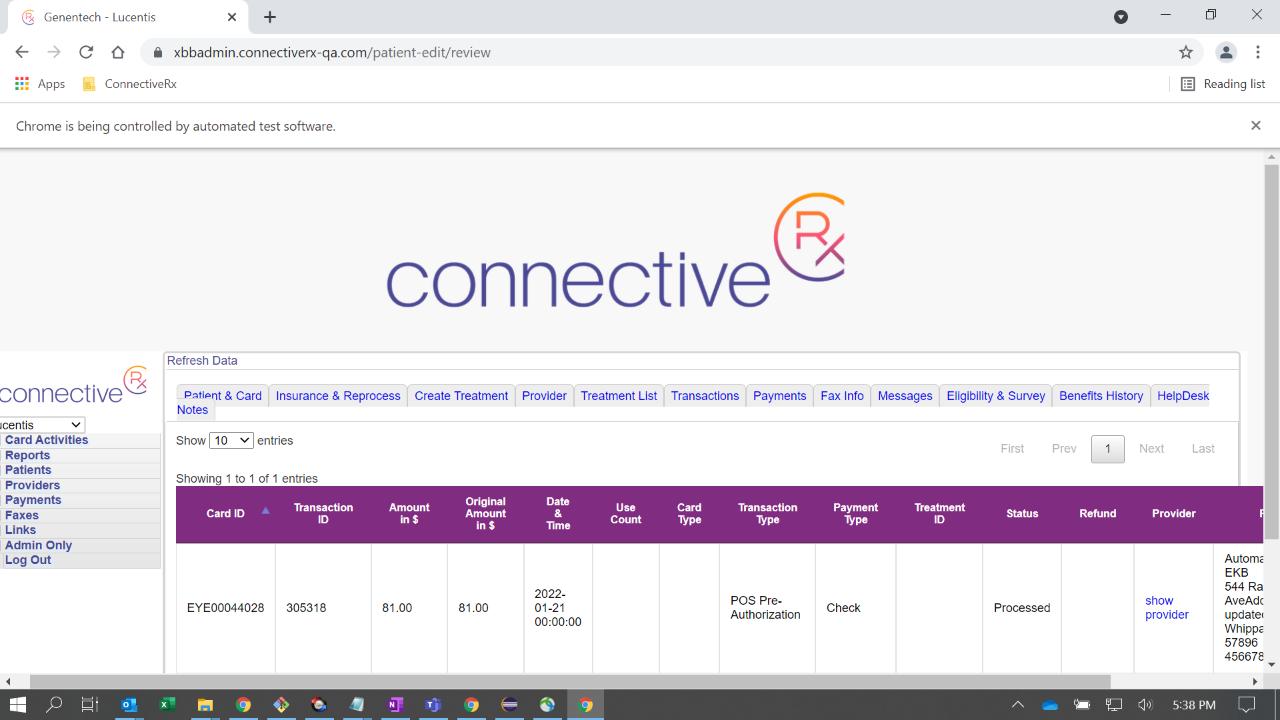 Genentech - Lucentis
xbbadmin.connectiverx-qa.com/patient-edit/review
Apps
ConnectiveRx
Reading list
Chrome is being controlled by automated test software.
connective Rx
connective Rx
ucentis
Card Activities
Reports
Patients
Providers
Payments
Faxes
Links
Admin Only
Log Out
Refresh Data
Patient & Card Insurance & Reprocess Create Treatment Provider Treatment List Transactions Payments Fax Info Messages Eligibility & Survey Benefits History HelpDesk
Notes
Show 10 entries
First Prev 1 Next Last
Showing 1 to 1 of 1 entries
Card ID
Transaction
ID
Amount
in $
Original
Amount
in $
Date
&
Time
Use
Count
Card
Type
Transaction
Type
Payment
Type
Treatment
ID
Status
Refund
Provider
EYE00044028
305318
81.00
81.00
2022-
01-21
00:00:00
POS Pre-
Authorization
Check
Processed
show
provider
Automa
EKB
544 Ra
AveAdd
update
Whippa
57896
456678
5:38 PM